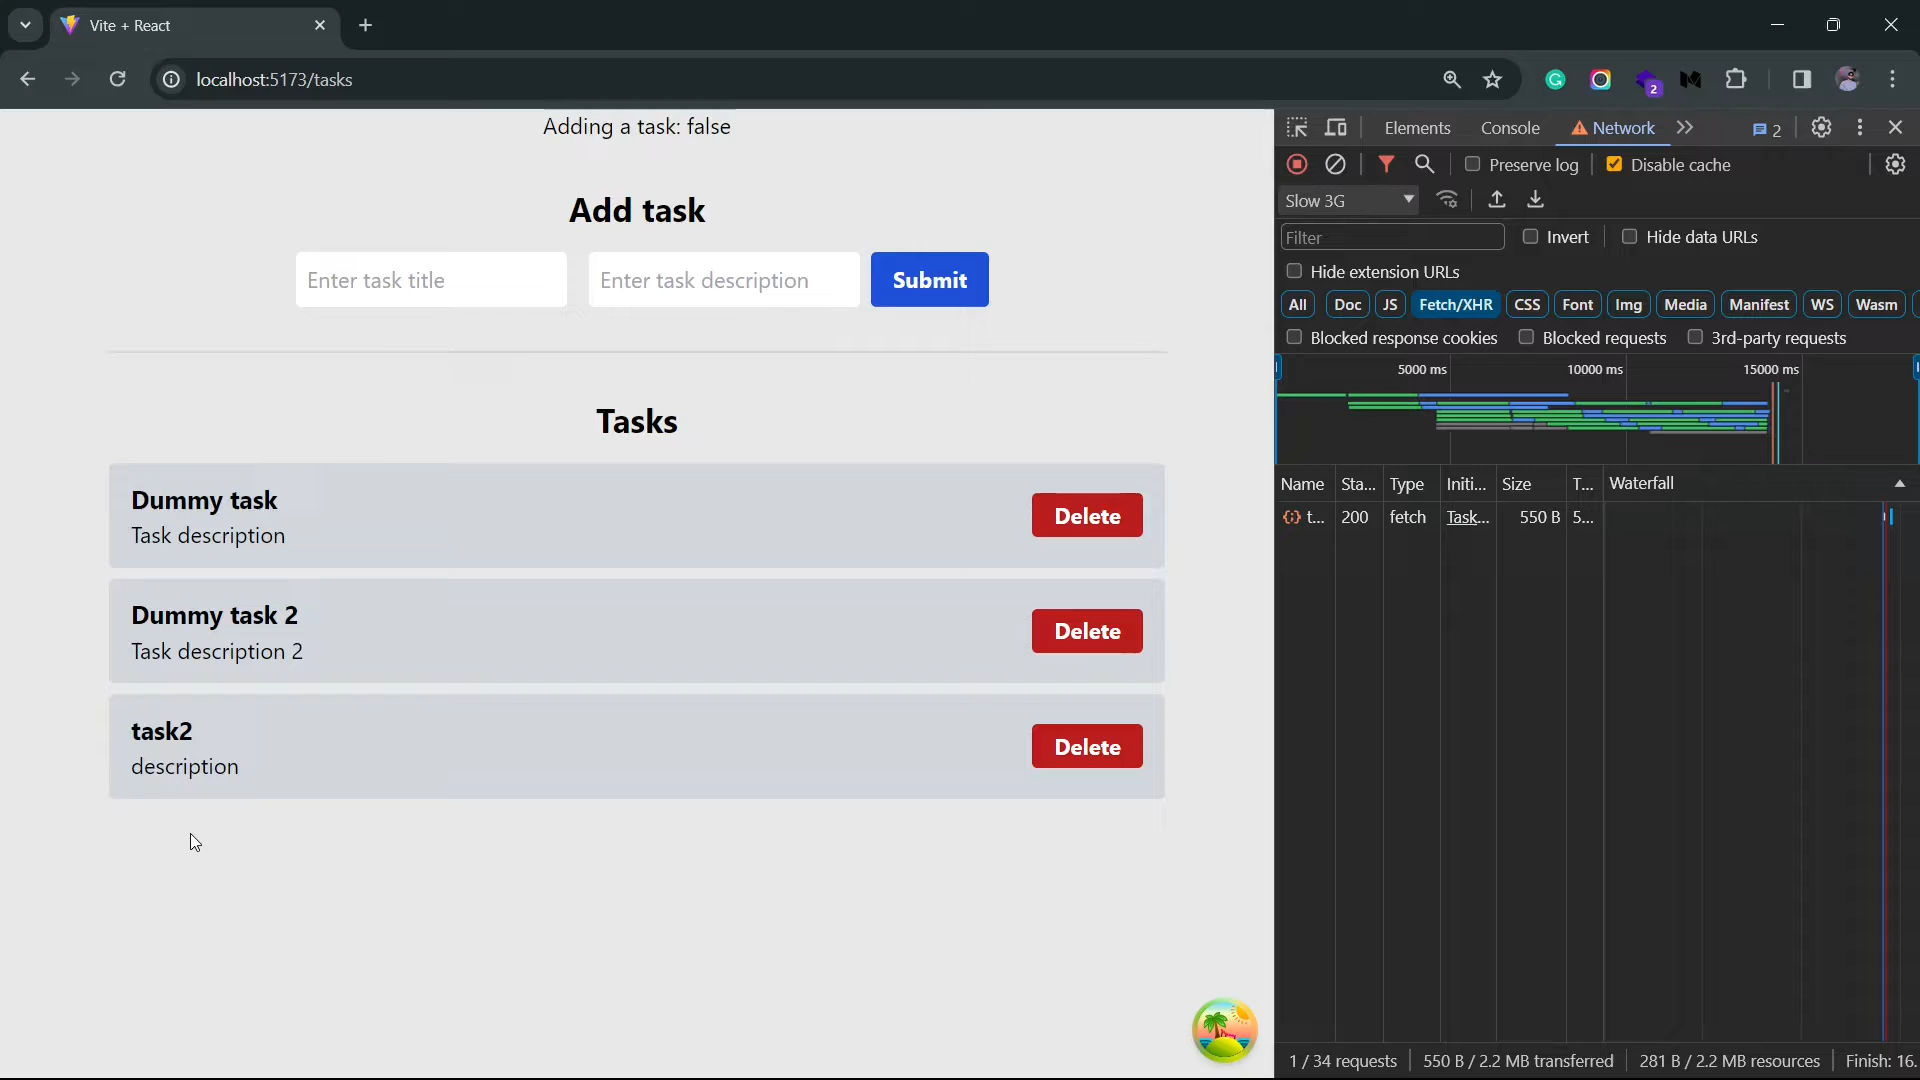 Vite + React
localhost:5173/tasks
2
Adding a task: false
Add task
Enter task title
Enter task description
Submit
Tasks
Dummy task
Task description
Delete
Dummy task 2
Task description 2
Delete
task2
description
Delete
Elements Console Network 2
Preserve log Disable cache
Slow 3G
Filter Invert Hide data URLs
Hide extension URLs
All Doc JS Fetch/XHR CSS Font Img Media Manifest WS Wasm
Blocked response cookies Blocked requests 3rd-party requests
5000 ms 10000 ms 15000 ms
Name Sta... Type Initi... Size T... Waterfall
t... 200 fetch Task... 550 B 5...
1 / 34 requests 550 B / 2.2 MB transferred 281 B / 2.2 MB resources Finish: 16.